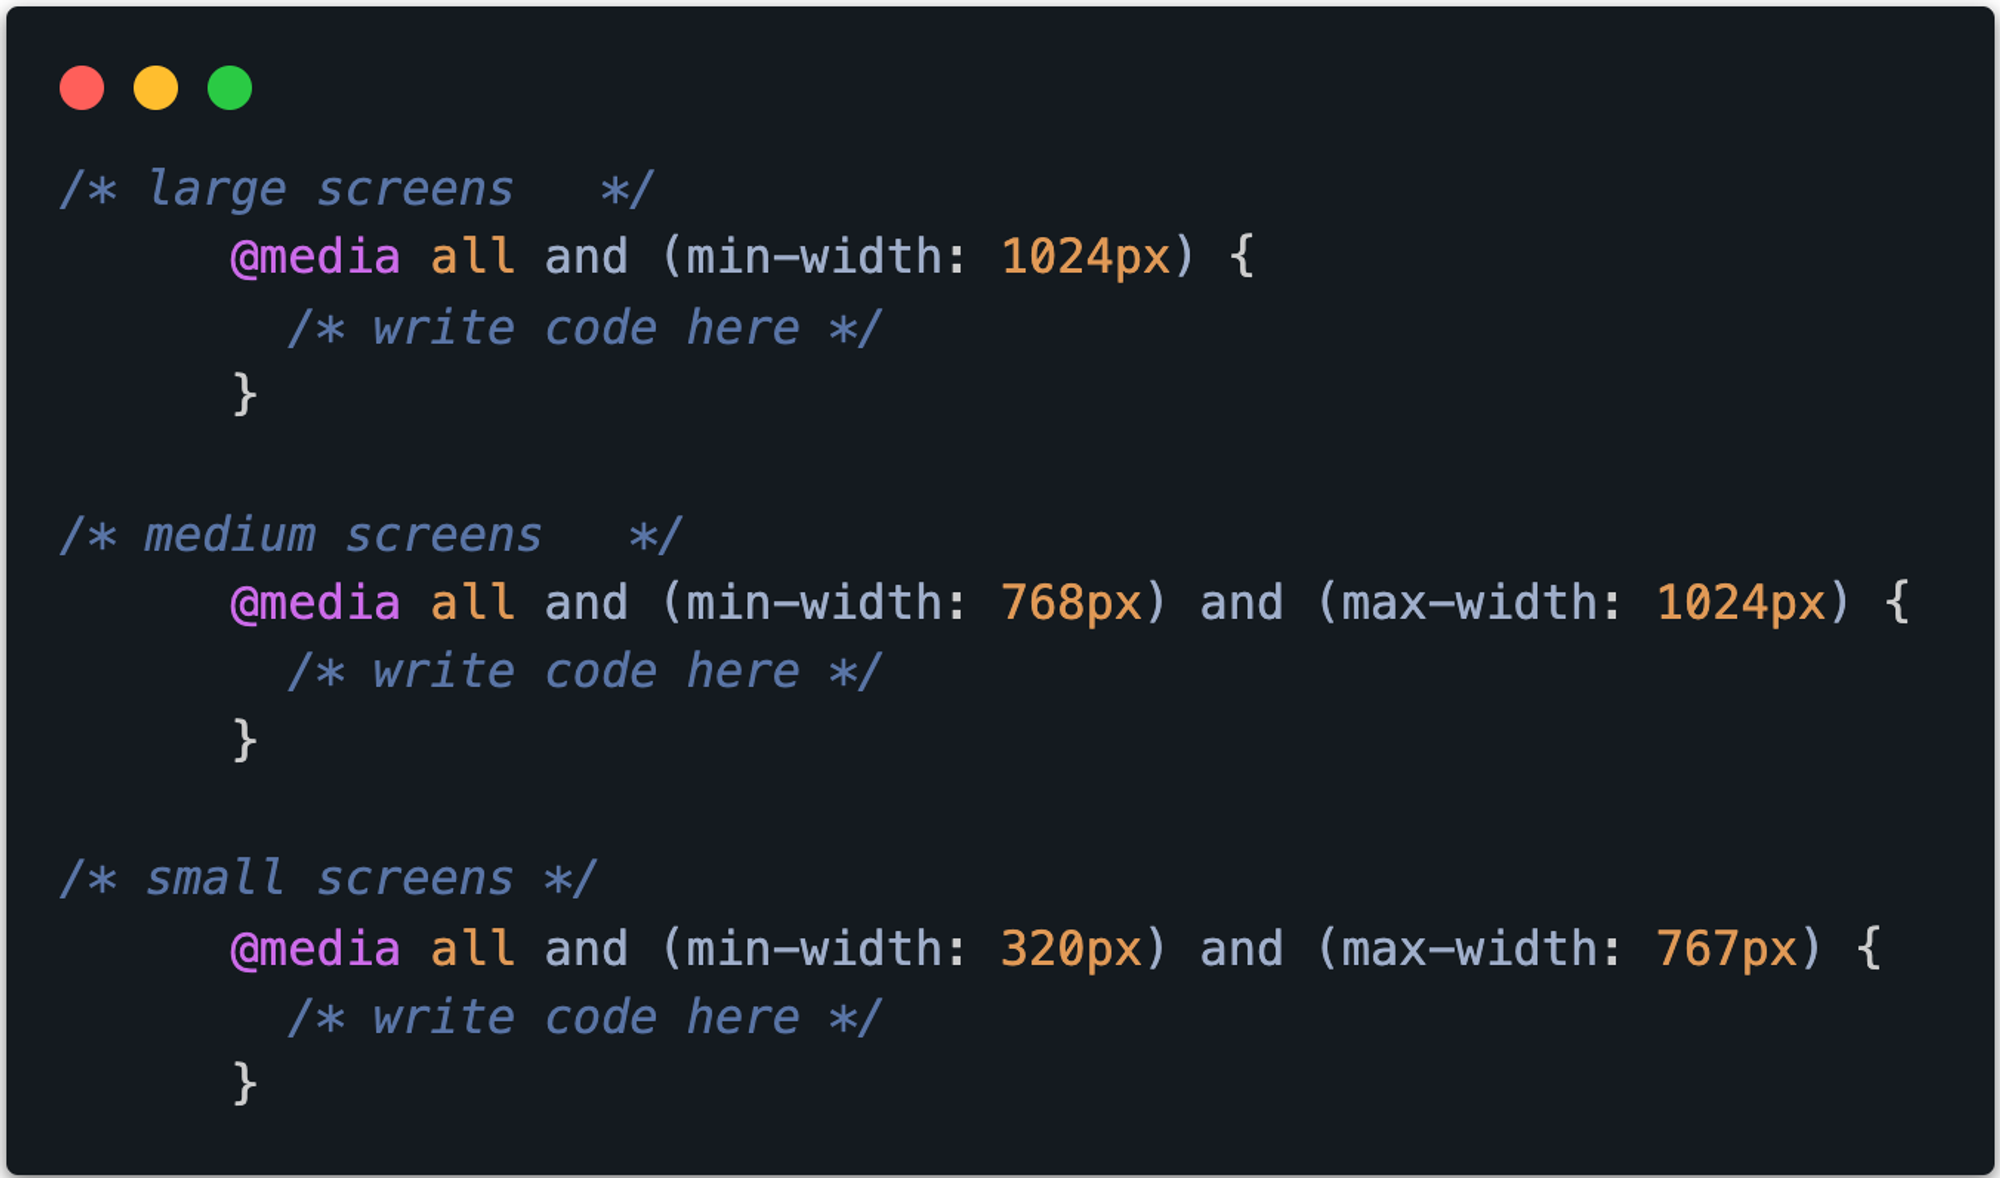 /* large screens   */
      @media all and (min-width: 1024px) {
        /* write code here */
      }
/* medium screens   */
      @media all and (min-width: 768px) and (max-width: 1024px) {
        /* write code here */
      }
/* small screens */
      @media all and (min-width: 320px) and (max-width: 767px) {
        /* write code here */
      }